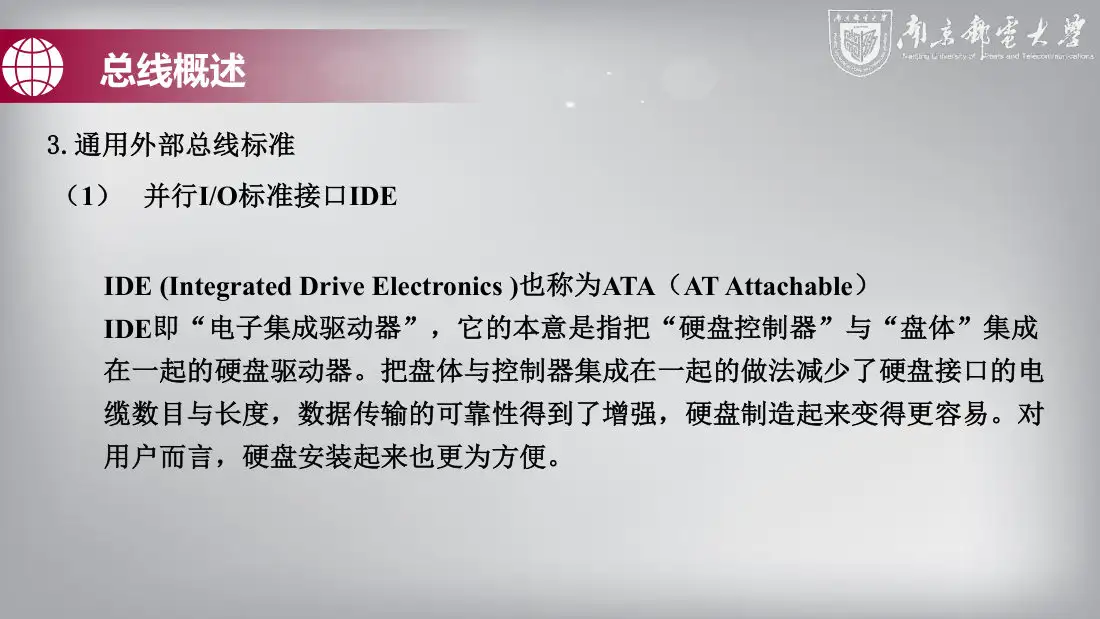 总线概述
南京邮电大学
Nanjing University of Posts and Telecommunications
3.通用外部总线标准
（1） 并行I/O标准接口IDE
IDE (Integrated Drive Electronics )也称为ATA（AT Attachable）
IDE即“电子集成驱动器”，它的本意是指把“硬盘控制器”与“盘体”集成
在一起的硬盘驱动器。把盘体与控制器集成在一起的做法减少了硬盘接口的电
缆数目与长度，数据传输的可靠性得到了增强，硬盘制造起来变得更容易。对
用户而言，硬盘安装起来也更为方便。